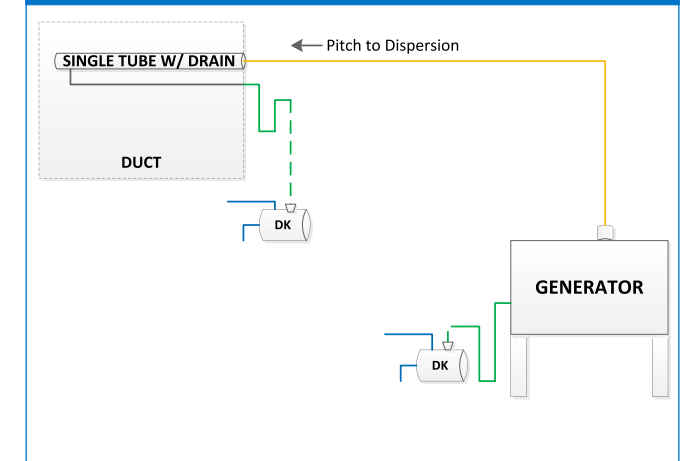 Pitch to Dispersion
SINGLE TUBE W/ DRAIN
DUCT
DK
GENERATOR
DK